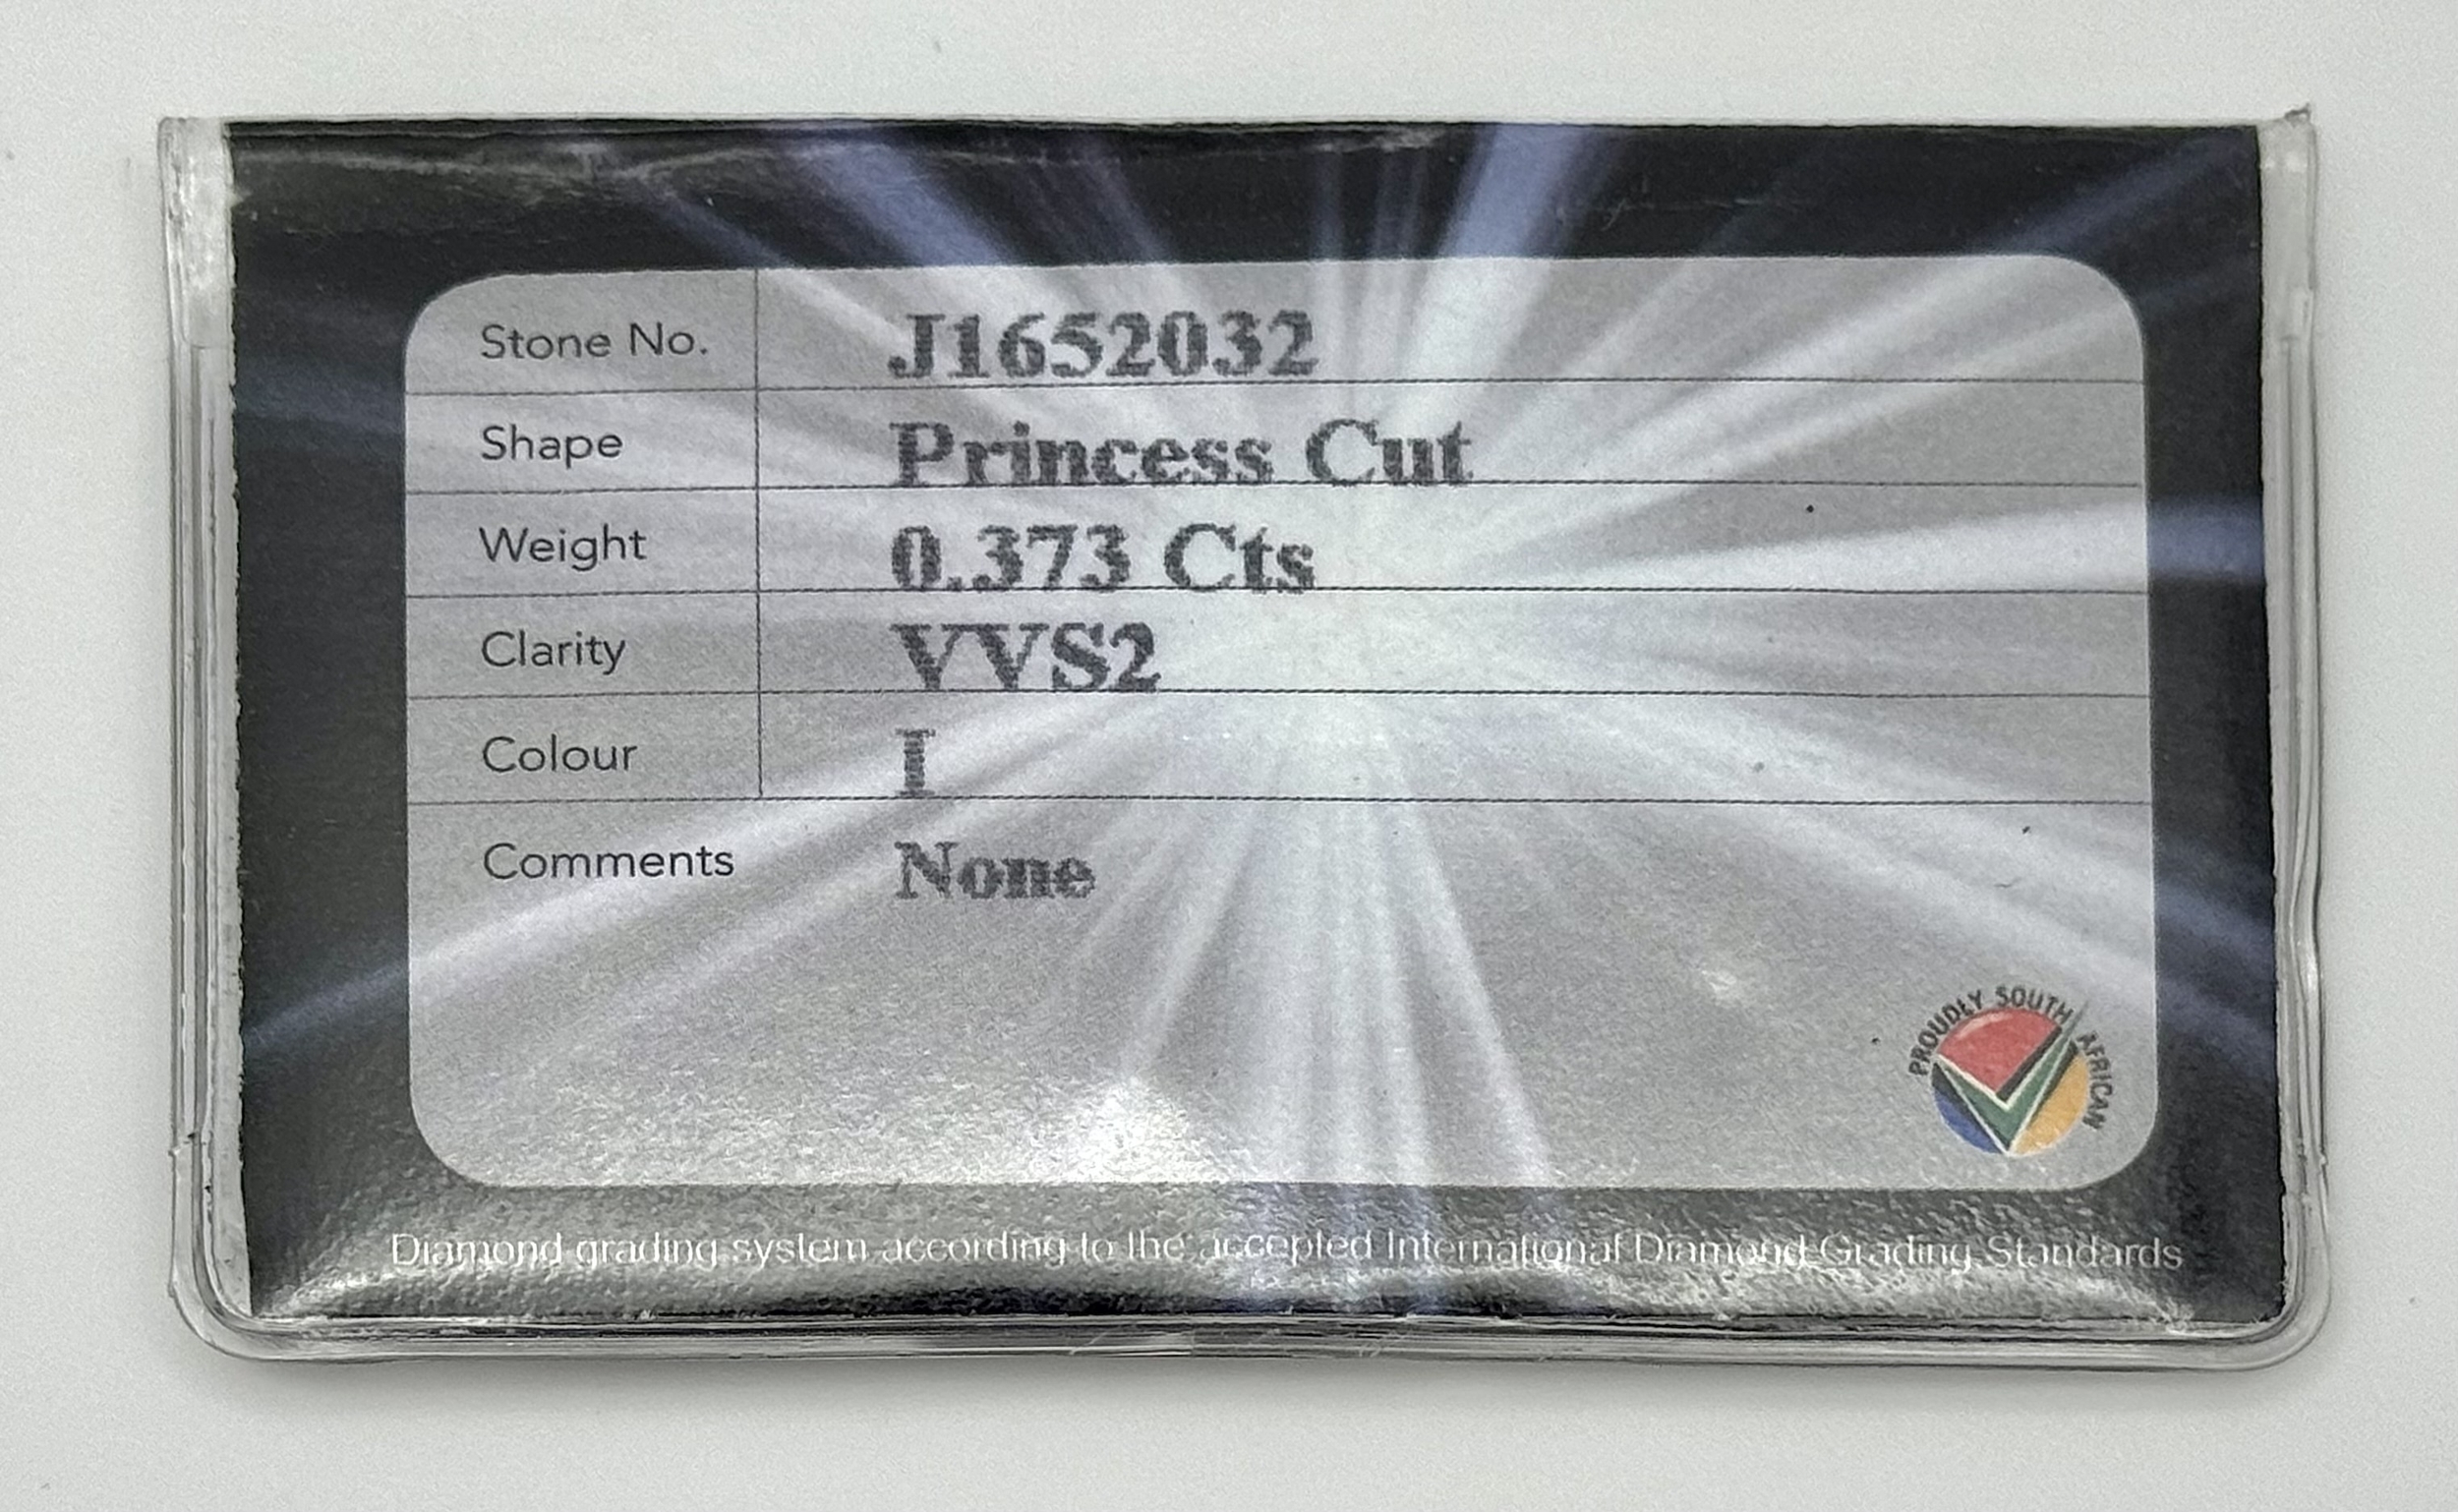 Stone No. J1652032
Shape Princess Cut
Weight 0.373 Cts
Clarity VVS2
Colour I
Comments None
PROUDLY SOUTH AFRICAN
Diamond grading system according to the accepted International Diamond Grading Standards